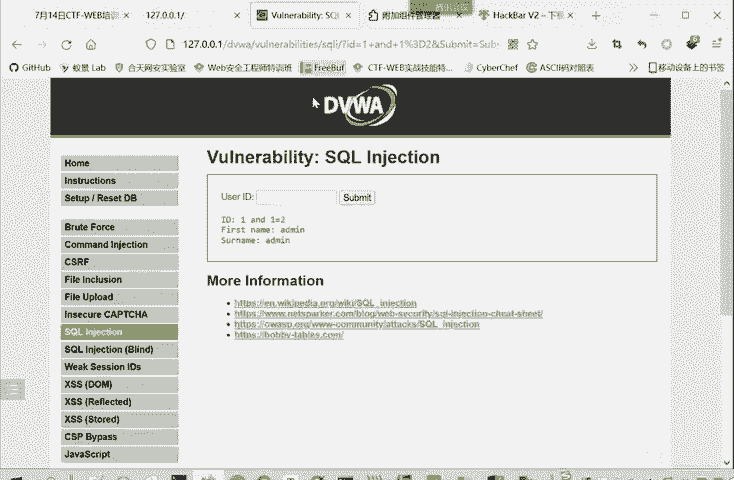 7月14日CTF-WEB培训
127.0.0.1/
Vulnerability: SQL
附加组件管理器
腾讯会议
HackBar V2 – 下载
127.0.0.1/dvwa/vulnerabilities/sqli/?id=1+and+1%3D2&Submit=Sub
GitHub
蚁景 Lab
合天网安实验室
Web安全工程师特训班
FreeBuf
CTF-WEB实战技能特...
CyberChef
ASCII码对照表
移动设备上的书签
DVWA
Home
Instructions
Setup / Reset DB
Brute Force
Command Injection
CSRF
File Inclusion
File Upload
Insecure CAPTCHA
SQL Injection
SQL Injection (Blind)
Weak Session IDs
XSS (DOM)
XSS (Reflected)
XSS (Stored)
CSP Bypass
JavaScript
Vulnerability: SQL Injection
User ID:
Submit
ID: 1 and 1=2
First name: admin
Surname: admin
More Information
https://en.wikipedia.org/wiki/SQL_injection
https://www.netsparker.com/blog/web-security/sql-injection-cheat-sheet/
https://owasp.org/www-community/attacks/SQL_Injection
https://bobby-tables.com/